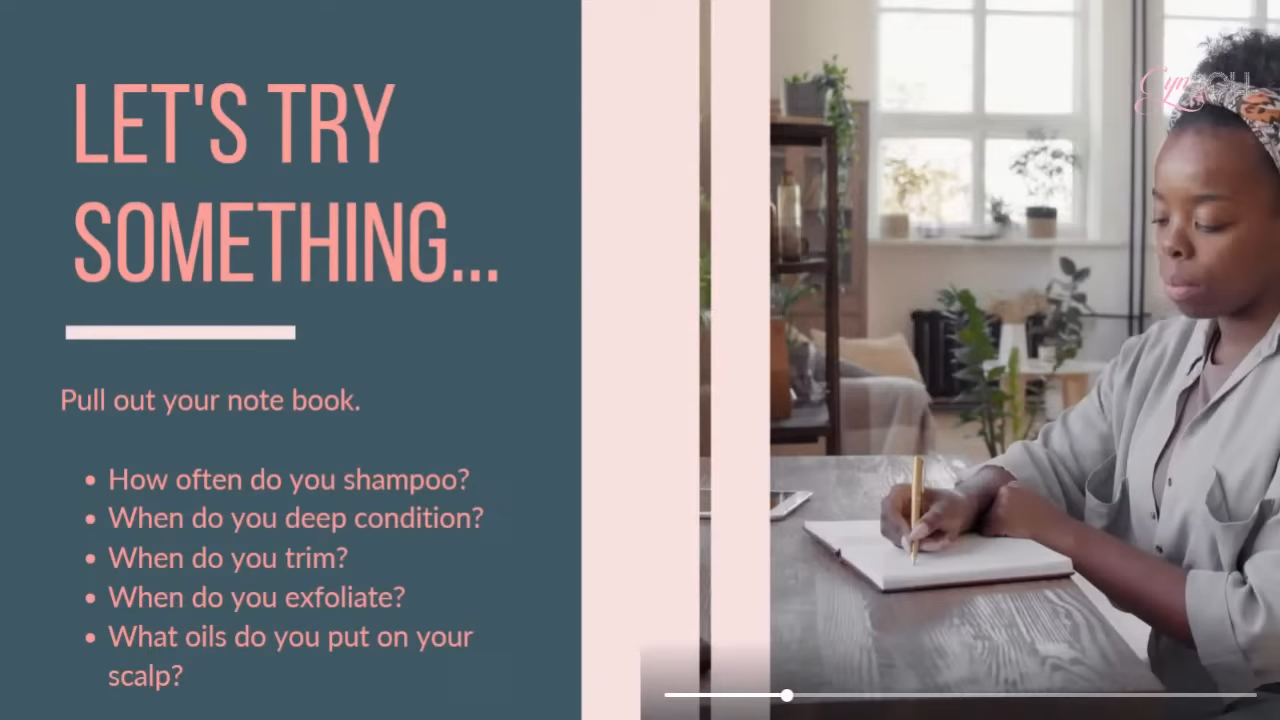 LET'S TRY
SOMETHING...
Pull out your note book.
• How often do you shampoo?
• When do you deep condition?
• When do you trim?
• When do you exfoliate?
• What oils do you put on your
scalp?